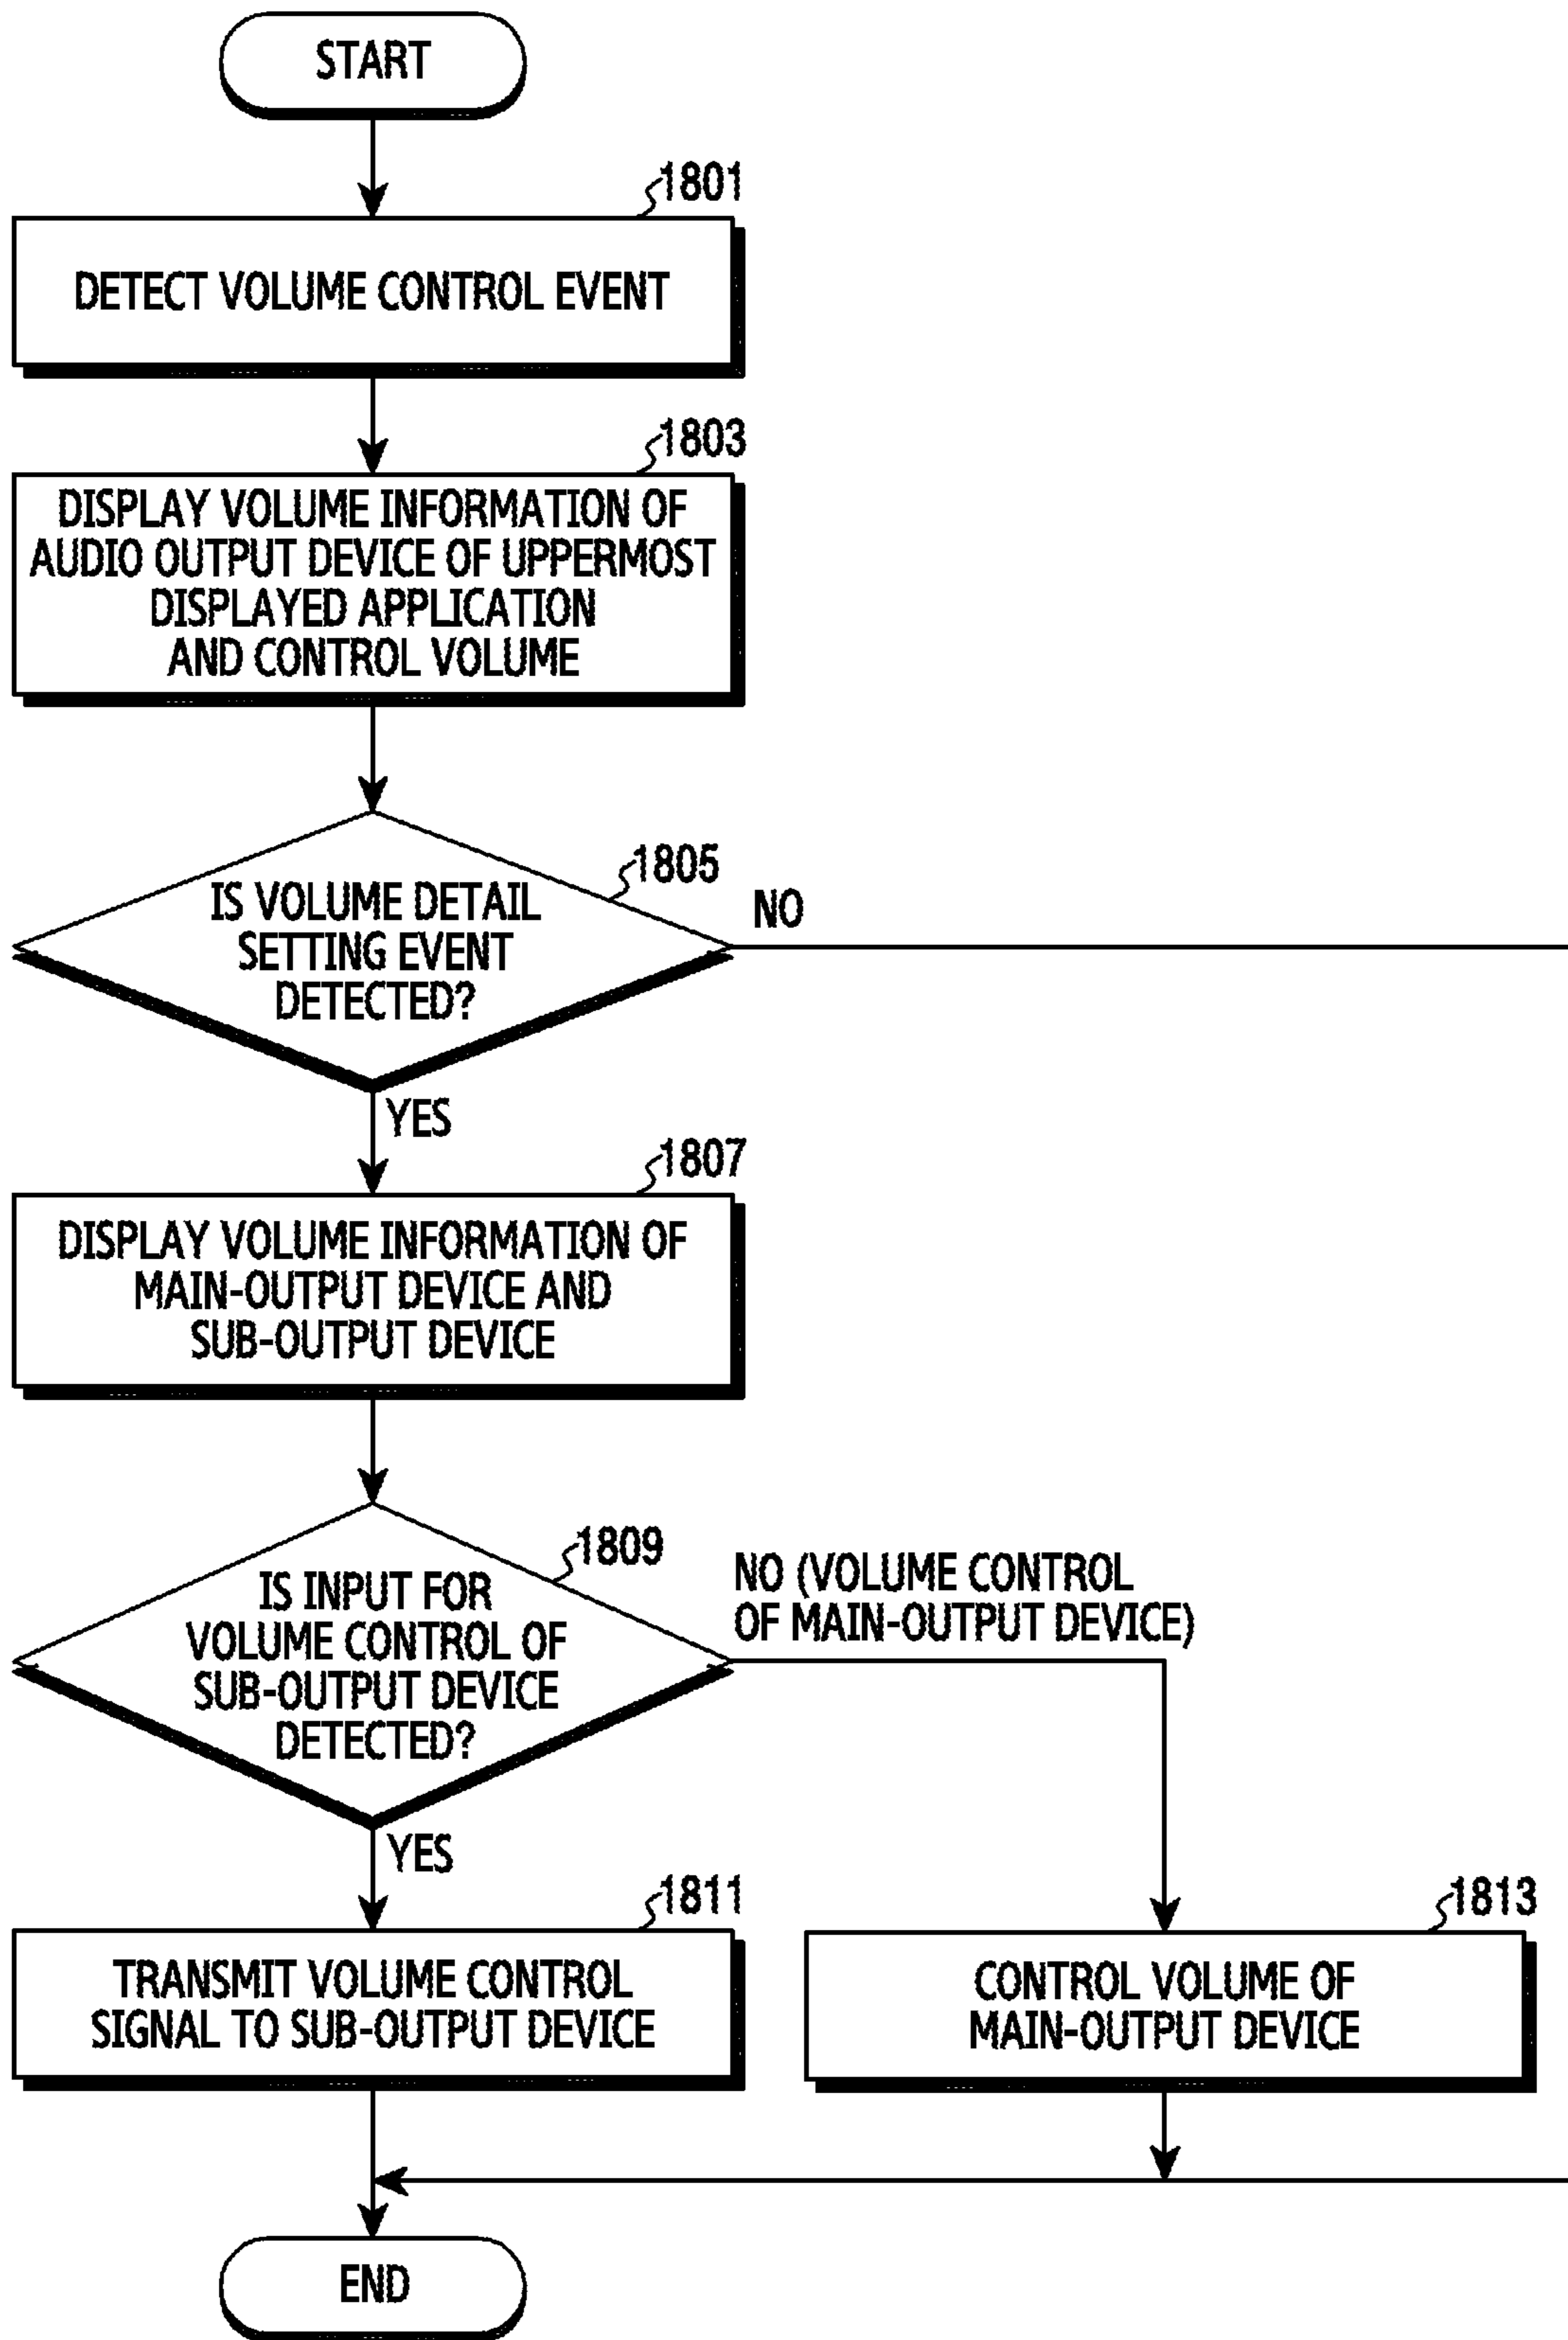 START
1801
DETECT VOLUME CONTROL EVENT
1803
DISPLAY VOLUME INFORMATION OF
AUDIO OUTPUT DEVICE OF UPPERMOST
DISPLAYED APPLICATION
AND CONTROL VOLUME
1805
IS VOLUME DETAIL
SETTING EVENT
DETECTED?
NO
YES
1807
DISPLAY VOLUME INFORMATION OF
MAIN-OUTPUT DEVICE AND
SUB-OUTPUT DEVICE
1809
IS INPUT FOR
VOLUME CONTROL OF
SUB-OUTPUT DEVICE
DETECTED?
NO (VOLUME CONTROL
OF MAIN-OUTPUT DEVICE)
YES
1811
TRANSMIT VOLUME CONTROL
SIGNAL TO SUB-OUTPUT DEVICE
1813
CONTROL VOLUME OF
MAIN-OUTPUT DEVICE
END